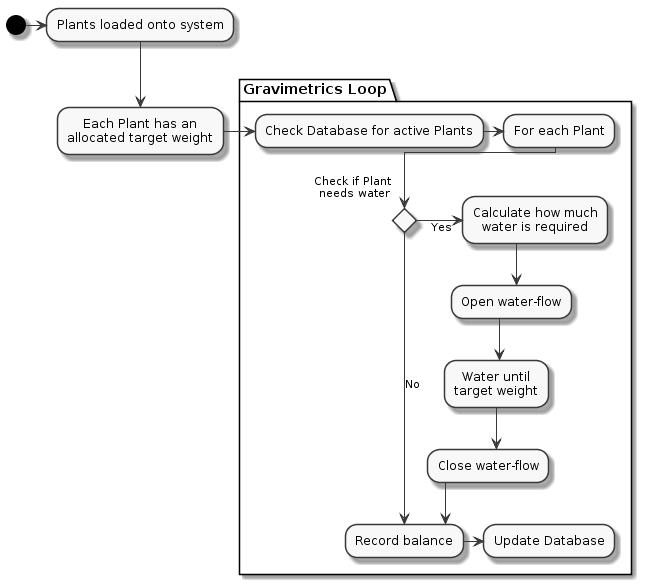 Plants loaded onto system
Each Plant has an
allocated target weight
Gravimetrics Loop
Check Database for active Plants
For each Plant
Check if Plant
needs water
Yes
Calculate how much
water is required
Open water-flow
Water until
target weight
No
Close water-flow
Record balance
Update Database